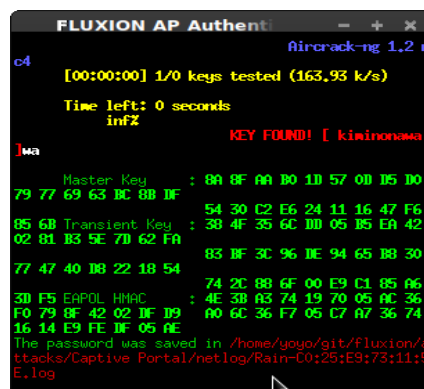 FLUXION AP Authenti
Aircrack-ng 1.2
c4
[00:00:00] 1/0 keys tested (163.93 k/s)
Time left: 0 seconds
inf%
KEY FOUND! [ kiminonawa
]wa
Master Key : 8A 8F AA B0 1D 57 0D D5 D0
79 77 69 63 BC 8B DF
54 30 C2 E6 24 11 16 47 F6
85 6B Transient Key : 38 4F 35 6C DD 05 B5 EA 42
02 81 B3 5E 7D 62 FA
83 BF 3C 96 DE 94 65 B8 30
77 47 40 D8 22 18 54
74 2C 88 6F 00 E9 C1 85 A6
3D F5 EAPOL HMAC : 4E 3B A3 74 19 70 05 AC 36
F0 79 8F 42 02 DF D9 A0 6C 36 F7 05 C7 A7 36 74
16 14 E9 FE DF 05 AE
The password was saved in /home/yoyo/git/fluxion/a
ttacks/Captive Portal/netlog/Rain-C0:25:E9:73:11:5
E.log